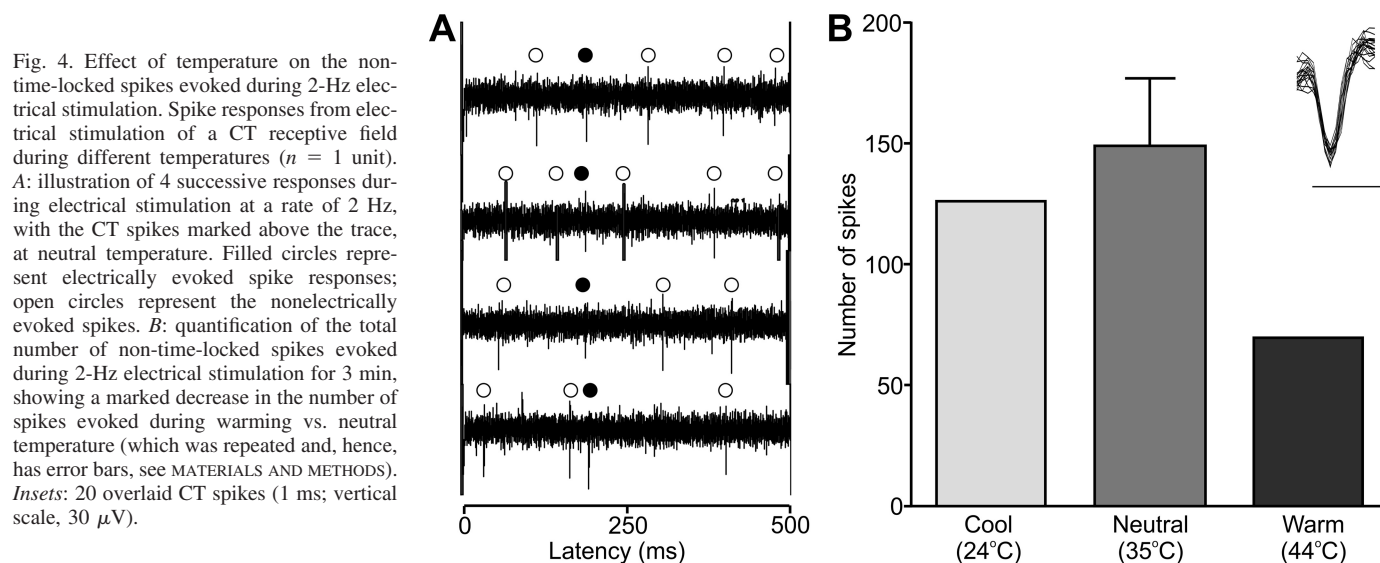 Fig. 4. Effect of temperature on the non-
time-locked spikes evoked during 2-Hz elec-
trical stimulation. Spike responses from elec-
trical stimulation of a CT receptive field
during different temperatures (n = 1 unit).
A: illustration of 4 successive responses dur-
ing electrical stimulation at a rate of 2 Hz,
with the CT spikes marked above the trace,
at neutral temperature. Filled circles repre-
sent electrically evoked spike responses;
open circles represent the nonelectrically
evoked spikes. B: quantification of the total
number of non-time-locked spikes evoked
during 2-Hz electrical stimulation for 3 min,
showing a marked decrease in the number of
spikes evoked during warming vs. neutral
temperature (which was repeated and, hence,
has error bars, see MATERIALS AND METHODS).
Insets: 20 overlaid CT spikes (1 ms; vertical
scale, 30 μV).
A
0 250 500
Latency (ms)
B
Number of spikes
200
150
100
50
0
Cool Neutral Warm
(24°C) (35°C) (44°C)